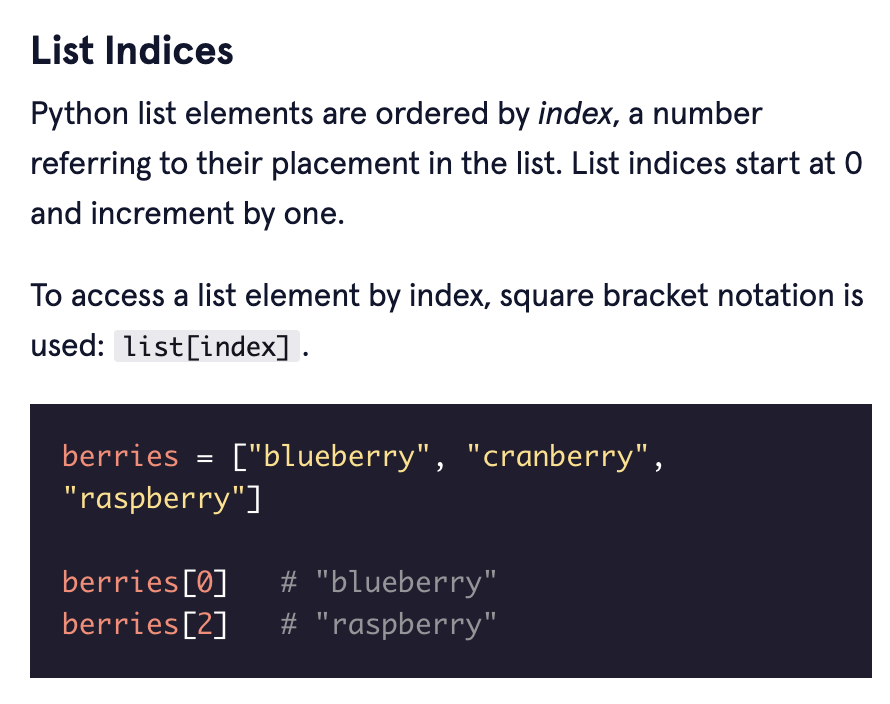 List Indices
Python list elements are ordered by index, a number
referring to their placement in the list. List indices start at 0
and increment by one.
To access a list element by index, square bracket notation is
used: list[index].
berries = ["blueberry", "cranberry",
"raspberry"]
berries[0]   # "blueberry"
berries[2]   # "raspberry"